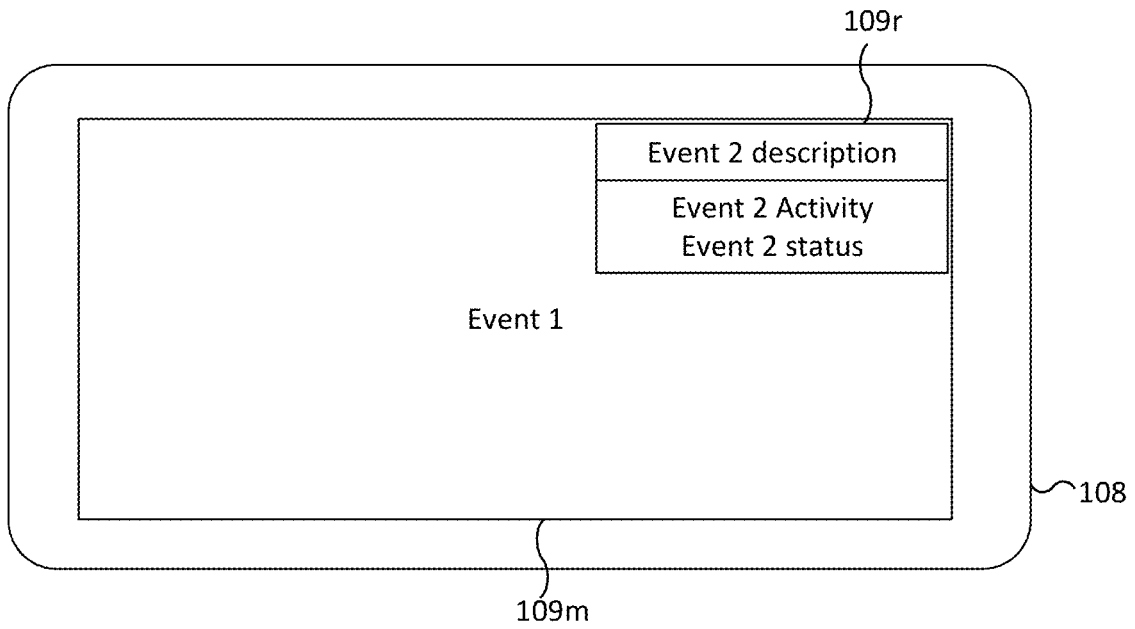 109r
Event 2 description
Event 2 Activity
Event 2 status
Event 1
108
109m